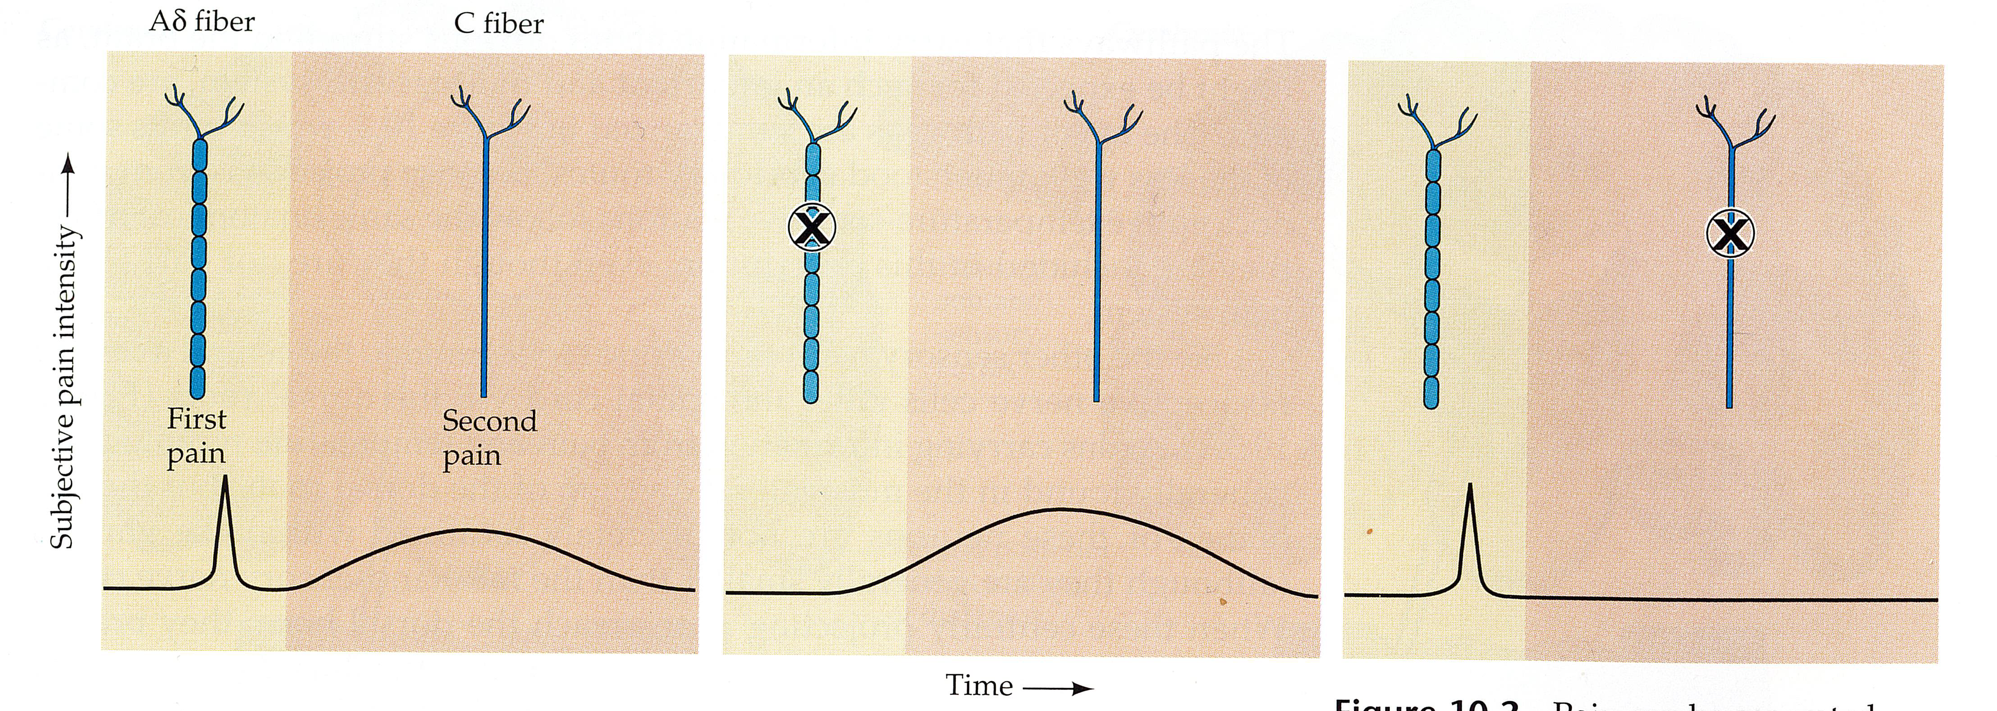 Aδ fiber
C fiber
Subjective pain intensity
First
pain
Second
pain
X
X
Time